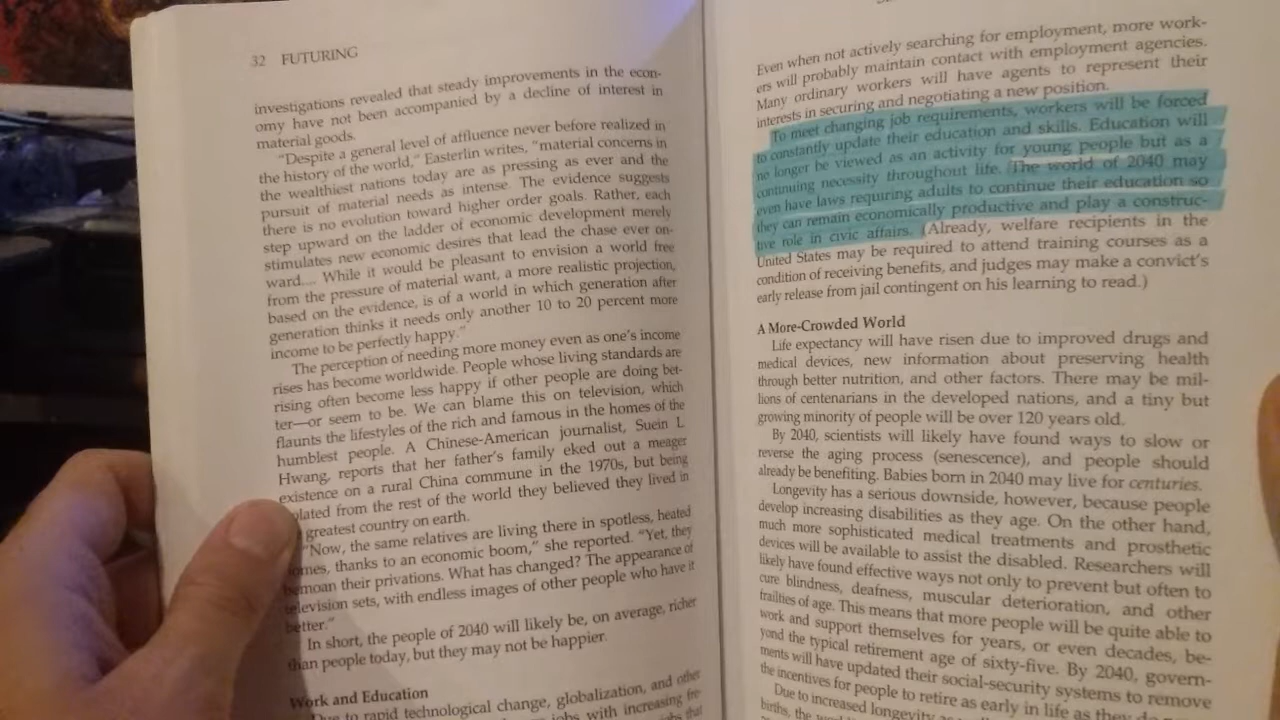 32 FUTURING
investigations revealed that steady improvements in the econ-
omy have not been accompanied by a decline of interest in
material goods.
"Despite a general level of affluence never before realized in
the history of the world," Easterlin writes, "material concerns in
the wealthiest nations today are as pressing as ever and the
pursuit of material needs as intense. The evidence suggests
there is no evolution toward higher order goals. Rather, each
step upward on the ladder of economic development merely
stimulates new economic desires that lead the chase ever on-
ward.... While it would be pleasant to envision a world free
from the pressure of material want, a more realistic projection,
based on the evidence, is of a world in which generation after
generation thinks it needs only another 10 to 20 percent more
income to be perfectly happy."
The perception of needing more money even as one's income
rises has become worldwide. People whose living standards are
rising often become less happy if other people are doing bet-
ter—or seem to be. We can blame this on television, which
flaunts the lifestyles of the rich and famous in the homes of the
humblest people. A Chinese-American journalist, Suein L.
Hwang, reports that her father's family eked out a meager
existence on a rural China commune in the 1970s, but being
olated from the rest of the world they believed they lived in
greatest country on earth.
"Now, the same relatives are living there in spotless, heated
omes, thanks to an economic boom," she reported. "Yet, they
bemoan their privations. What has changed? The appearance of
television sets, with endless images of other people who have it
better."
In short, the people of 2040 will likely be, on average, richer
than people today, but they may not be happier.
Work and Education
Due to rapid technological change, globalization, and other
jobs with increasing fre-
Even when not actively searching for employment, more work-
ers will probably maintain contact with employment agencies.
Many ordinary workers will have agents to represent their
interests in securing and negotiating a new position.
To meet changing job requirements, workers will be forced
to constantly update their education and skills. Education will
no longer be viewed as an activity for young people but as a
continuing necessity throughout life. The world of 2040 may
even have laws requiring adults to continue their education so
they can remain economically productive and play a construc-
tive role in civic affairs. (Already, welfare recipients in the
United States may be required to attend training courses as a
condition of receiving benefits, and judges may make a convict's
early release from jail contingent on his learning to read.)
A More-Crowded World
Life expectancy will have risen due to improved drugs and
medical devices, new information about preserving health
through better nutrition, and other factors. There may be mil-
lions of centenarians in the developed nations, and a tiny but
growing minority of people will be over 120 years old.
By 2040, scientists will likely have found ways to slow or
reverse the aging process (senescence), and people should
already be benefiting. Babies born in 2040 may live for centuries.
Longevity has a serious downside, however, because people
develop increasing disabilities as they age. On the other hand,
much more sophisticated medical treatments and prosthetic
devices will be available to assist the disabled. Researchers will
likely have found effective ways not only to prevent but often to
cure blindness, deafness, muscular deterioration, and other
frailties of age. This means that more people will be quite able to
work and support themselves for years, or even decades, be-
yond the typical retirement age of sixty-five. By 2040, govern-
ments will have updated their social-security systems to remove
the incentives for people to retire as early in life as they
Due to increased longevity
births, the